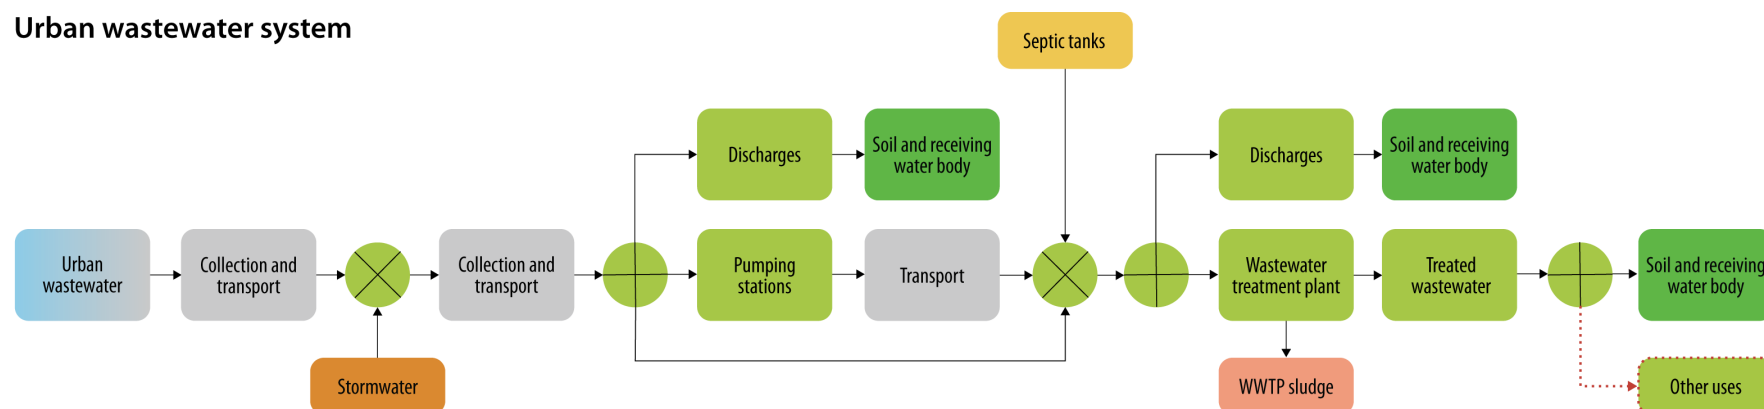 Urban wastewater system
Septic tanks
Discharges
Soil and receiving
water body
Discharges
Soil and receiving
water body
Urban
wastewater
Collection and
transport
Collection and
transport
Pumping
stations
Transport
Wastewater
treatment plant
Treated
wastewater
Soil and receiving
water body
Stormwater
WWTP sludge
Other uses